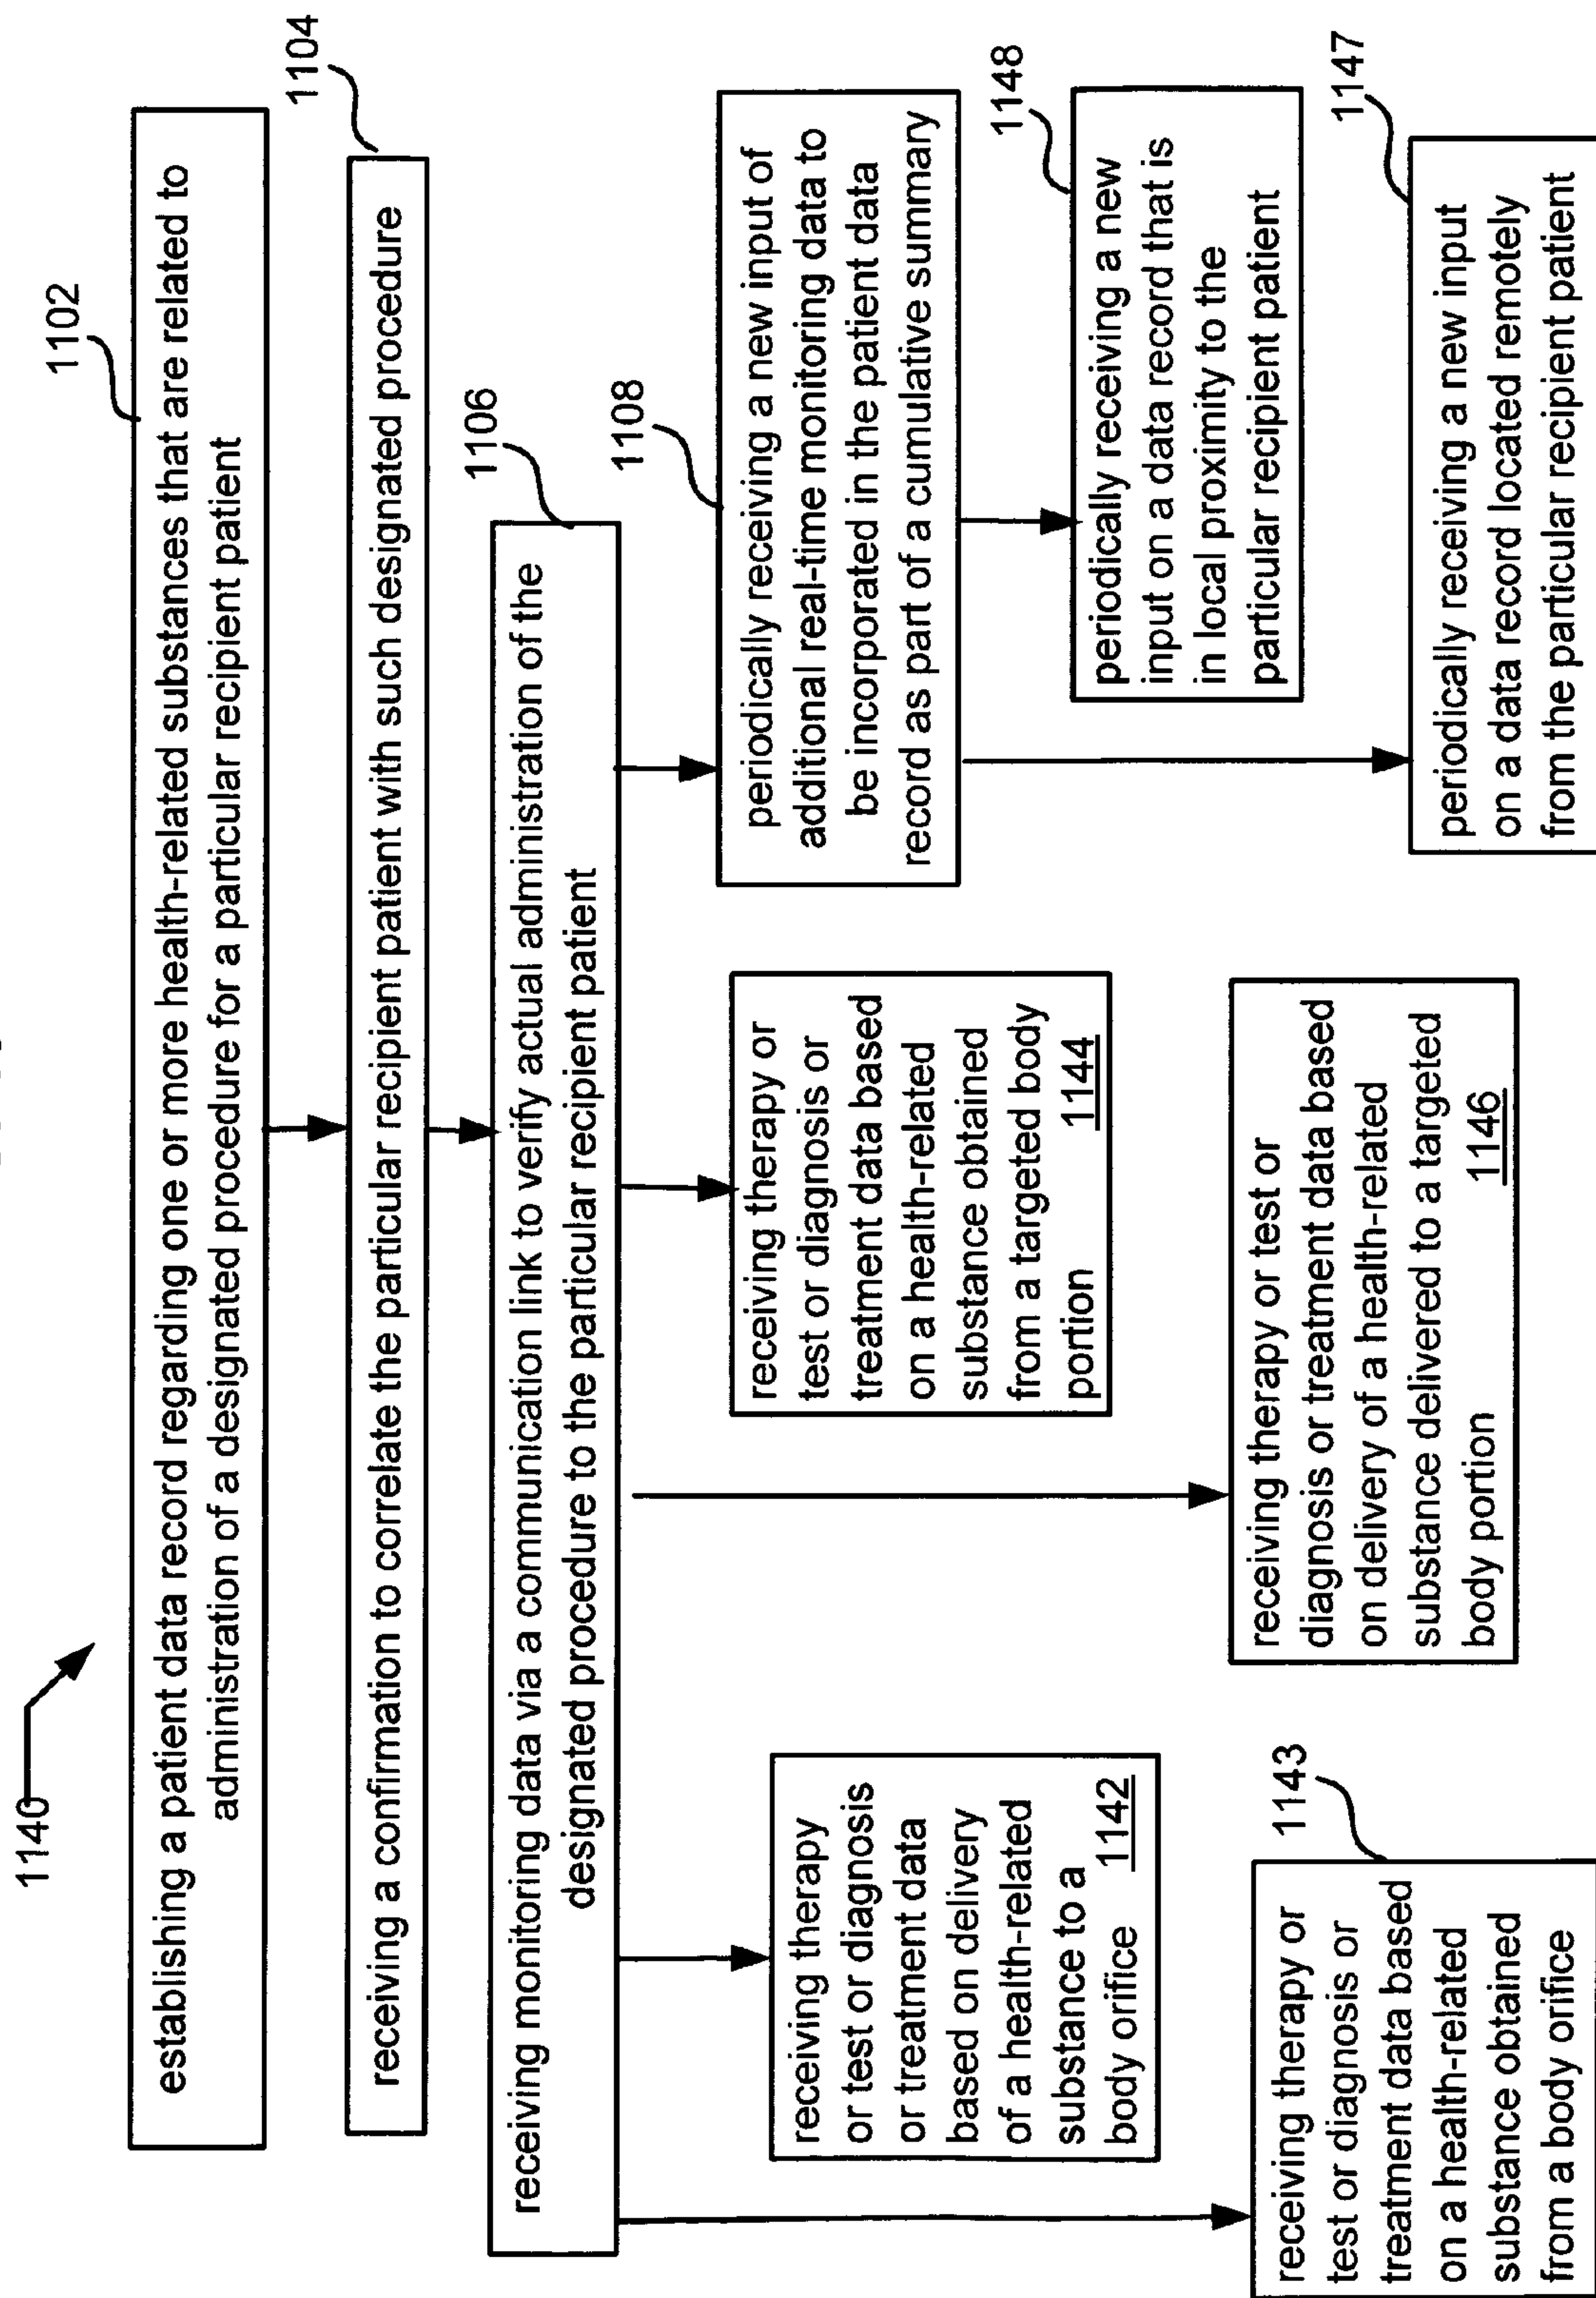 1140
1102
establishing a patient data record regarding one or more health-related substances that are related to
administration of a designated procedure for a particular recipient patient
1104
receiving a confirmation to correlate the particular recipient patient with such designated procedure
1106
receiving monitoring data via a communication link to verify actual administration of the
designated procedure to the particular recipient patient
1108
periodically receiving a new input of
additional real-time monitoring data to
be incorporated in the patient data
record as part of a cumulative summary
receiving therapy
or test or diagnosis
or treatment data
based on delivery
of a health-related
substance to a
body orifice 1142
receiving therapy or
test or diagnosis or
treatment data based
on a health-related
substance obtained
from a targeted body
portion 1144
1148
periodically receiving a new
input on a data record that is
in local proximity to the
particular recipient patient
1143
receiving therapy or
test or diagnosis or
treatment data based
on a health-related
substance obtained
from a body orifice
receiving therapy or test or
diagnosis or treatment data based
on delivery of a health-related
substance delivered to a targeted
body portion 1146
1147
periodically receiving a new input
on a data record located remotely
from the particular recipient patient